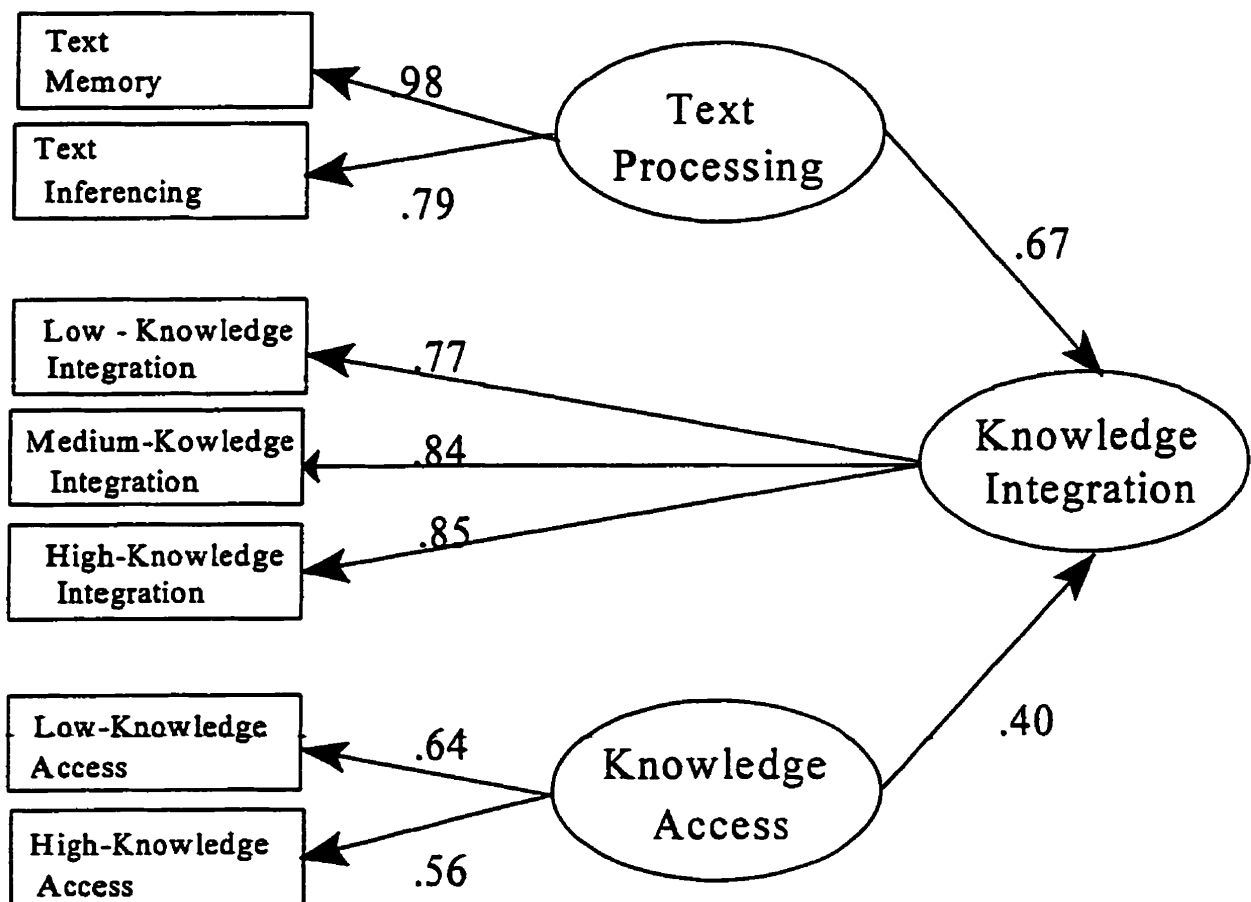 Text
Memory
.98
Text
Processing
Text
Inferencing
.79
.67
Low - Knowledge
Integration
.77
Medium-Kowledge
Integration
.84
Knowledge
Integration
High-Knowledge
Integration
.85
Low-Knowledge
Access
.64
Knowledge
Access
.40
High-Knowledge
Access
.56